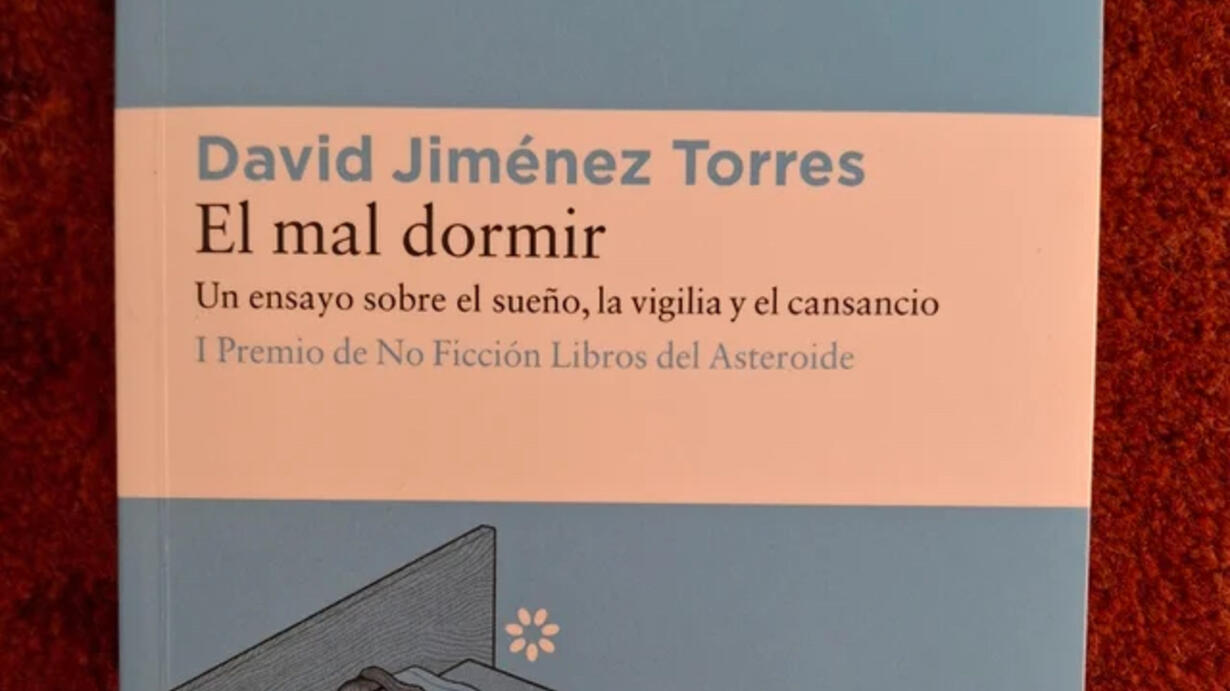 David Jiménez Torres
El mal dormir
Un ensayo sobre el sueño, la vigilia y el cansancio
I Premio de No Ficción Libros del Asteroide